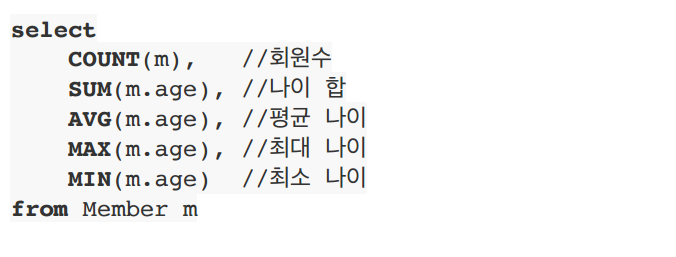 select
    COUNT(m),   //회원수
    SUM(m.age), //나이 합
    AVG(m.age), //평균 나이
    MAX(m.age), //최대 나이
    MIN(m.age)  //최소 나이
from Member m